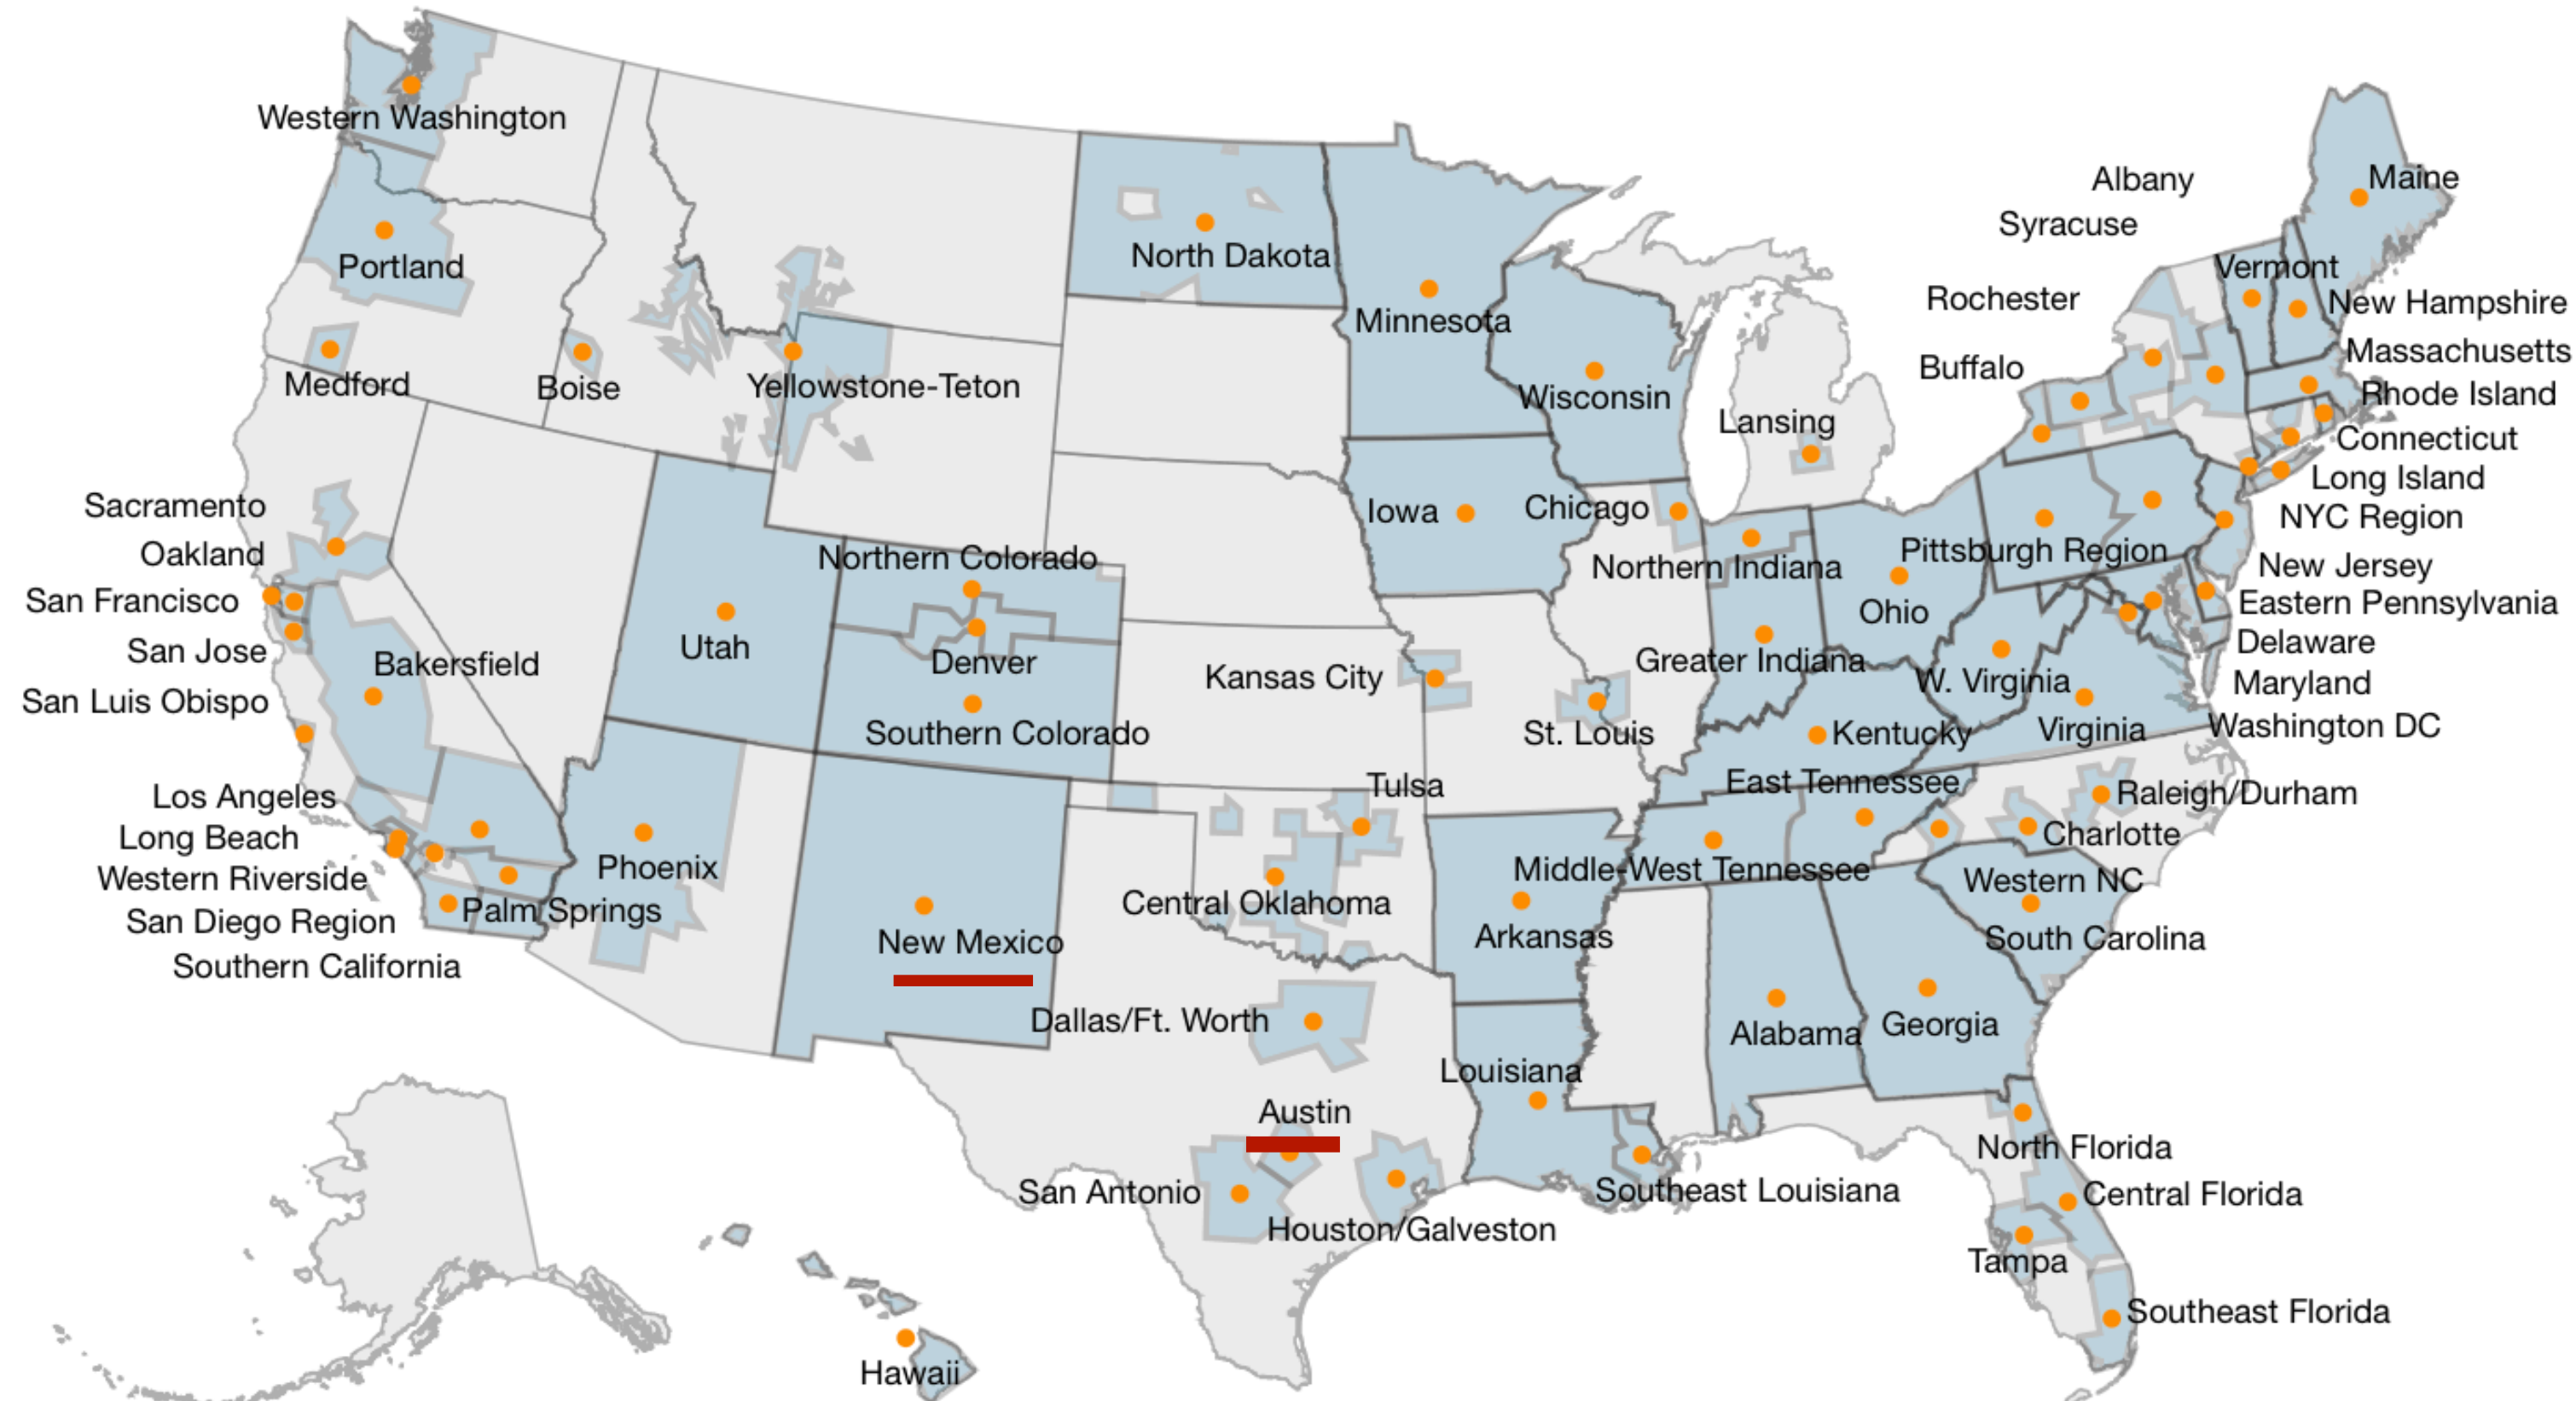 Western Washington
Portland
Medford
Boise
Yellowstone-Teton
North Dakota
Minnesota
Wisconsin
Lansing
Albany
Syracuse
Rochester
Buffalo
Maine
Vermont
New Hampshire
Massachusetts
Rhode Island
Connecticut
Long Island
NYC Region
New Jersey
Eastern Pennsylvania
Delaware
Maryland
Washington DC
Sacramento
Oakland
San Francisco
San Jose
San Luis Obispo
Bakersfield
Los Angeles
Long Beach
Western Riverside
San Diego Region
Southern California
Palm Springs
Phoenix
Utah
Northern Colorado
Denver
Southern Colorado
New Mexico
Iowa
Chicago
Northern Indiana
Greater Indiana
Ohio
Pittsburgh Region
W. Virginia
Virginia
Kentucky
Kansas City
St. Louis
Tulsa
Central Oklahoma
East Tennessee
Middle-West Tennessee
Raleigh/Durham
Charlotte
Western NC
South Carolina
Arkansas
Alabama
Georgia
Dallas/Ft. Worth
Louisiana
Austin
San Antonio
Houston/Galveston
Southeast Louisiana
North Florida
Central Florida
Tampa
Southeast Florida
Hawaii